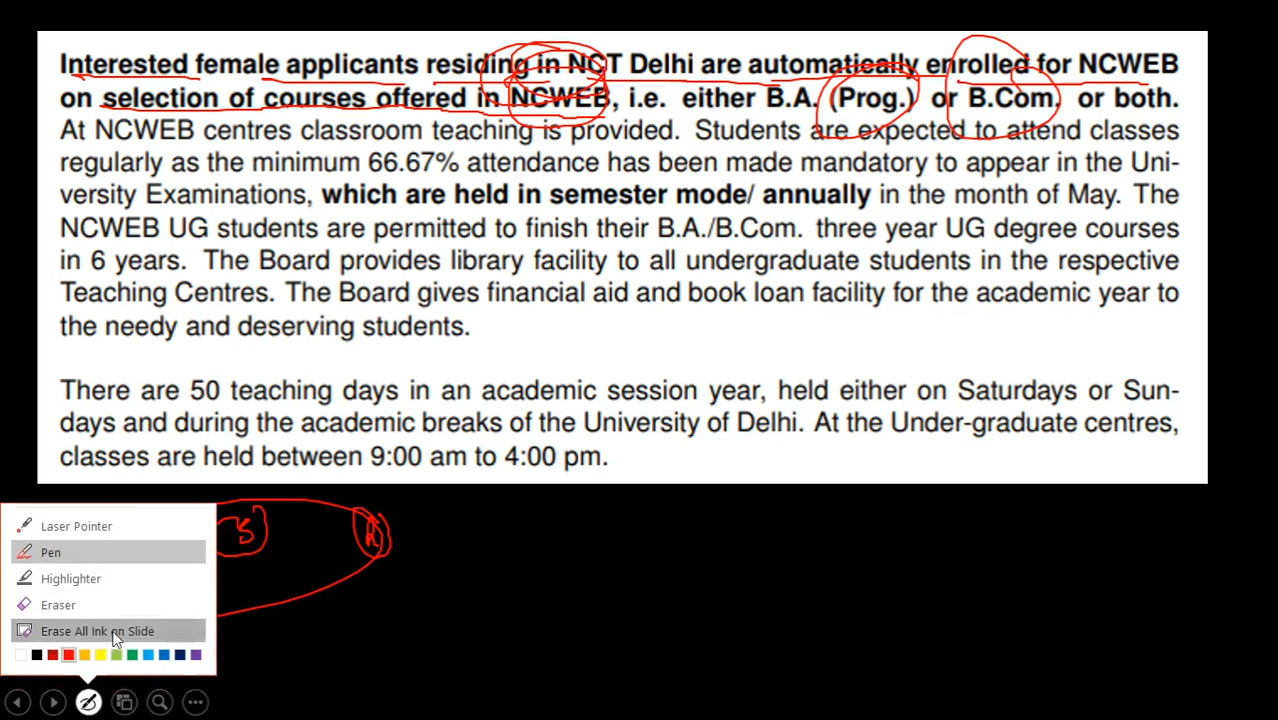 Interested female applicants residing in NCT Delhi are automatically enrolled for NCWEB
on selection of courses offered in NCWEB, i.e. either B.A. (Prog.) or B.Com. or both.
At NCWEB centres classroom teaching is provided. Students are expected to attend classes
regularly as the minimum 66.67% attendance has been made mandatory to appear in the Uni-
versity Examinations, which are held in semester mode/ annually in the month of May. The
NCWEB UG students are permitted to finish their B.A./B.Com. three year UG degree courses
in 6 years. The Board provides library facility to all undergraduate students in the respective
Teaching Centres. The Board gives financial aid and book loan facility for the academic year to
the needy and deserving students.
There are 50 teaching days in an academic session year, held either on Saturdays or Sun-
days and during the academic breaks of the University of Delhi. At the Under-graduate centres,
classes are held between 9:00 am to 4:00 pm.
Laser Pointer
Pen
Highlighter
Eraser
Erase All Ink on Slide